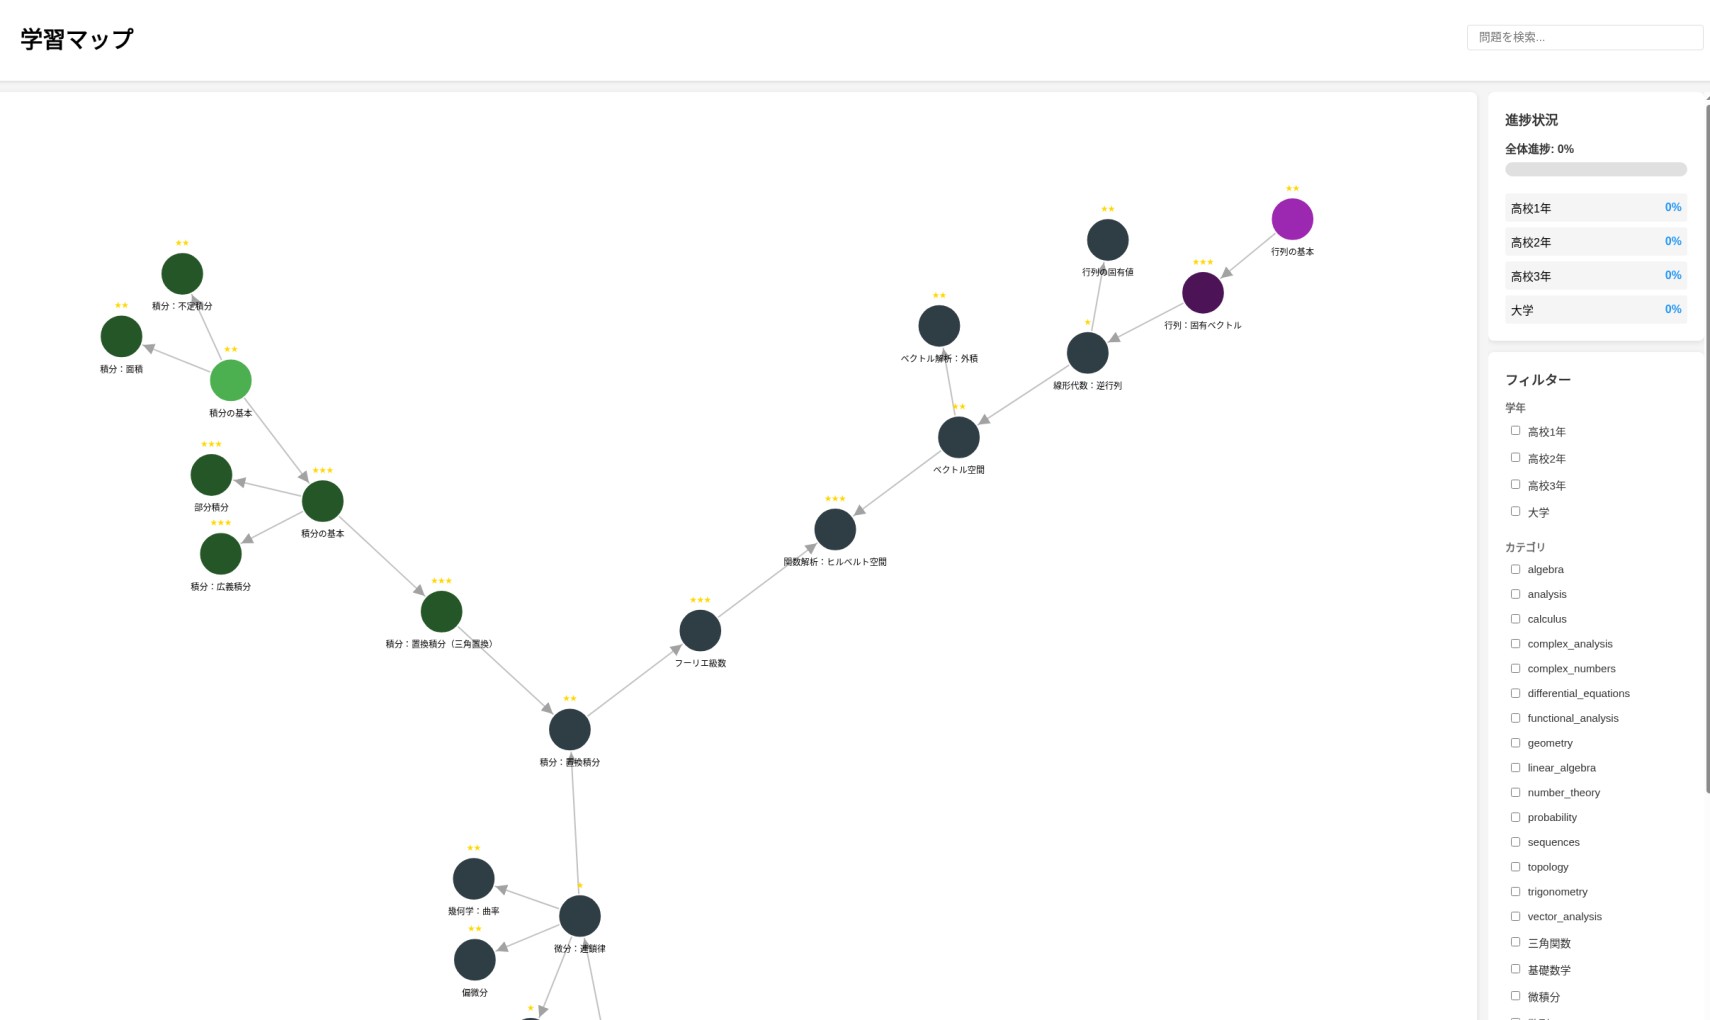 学習マップ
問題を検索...
★★
積分：不定積分
★★
積分：面積
★★
積分の基本
★★★
部分積分
★★★
積分の基本
★★★
積分：広義積分
★★★
積分：置換積分（三角置換）
★★
積分：置換積分
★★★
フーリエ級数
★★★
関数解析：ヒルベルト空間
★★
ベクトル解析：外積
★★
ベクトル空間
★★
行列の固有値
★
線形代数：逆行列
★★★
行列：固有ベクトル
★★
行列の基本
★★
幾何学：曲率
★
微分：連鎖律
★★
偏微分
★
進捗状況
全体進捗: 0%
高校1年 0%
高校2年 0%
高校3年 0%
大学 0%
フィルター
学年
高校1年
高校2年
高校3年
大学
カテゴリ
algebra
analysis
calculus
complex_analysis
complex_numbers
differential_equations
functional_analysis
geometry
linear_algebra
number_theory
probability
sequences
topology
trigonometry
vector_analysis
三角関数
基礎数学
微積分